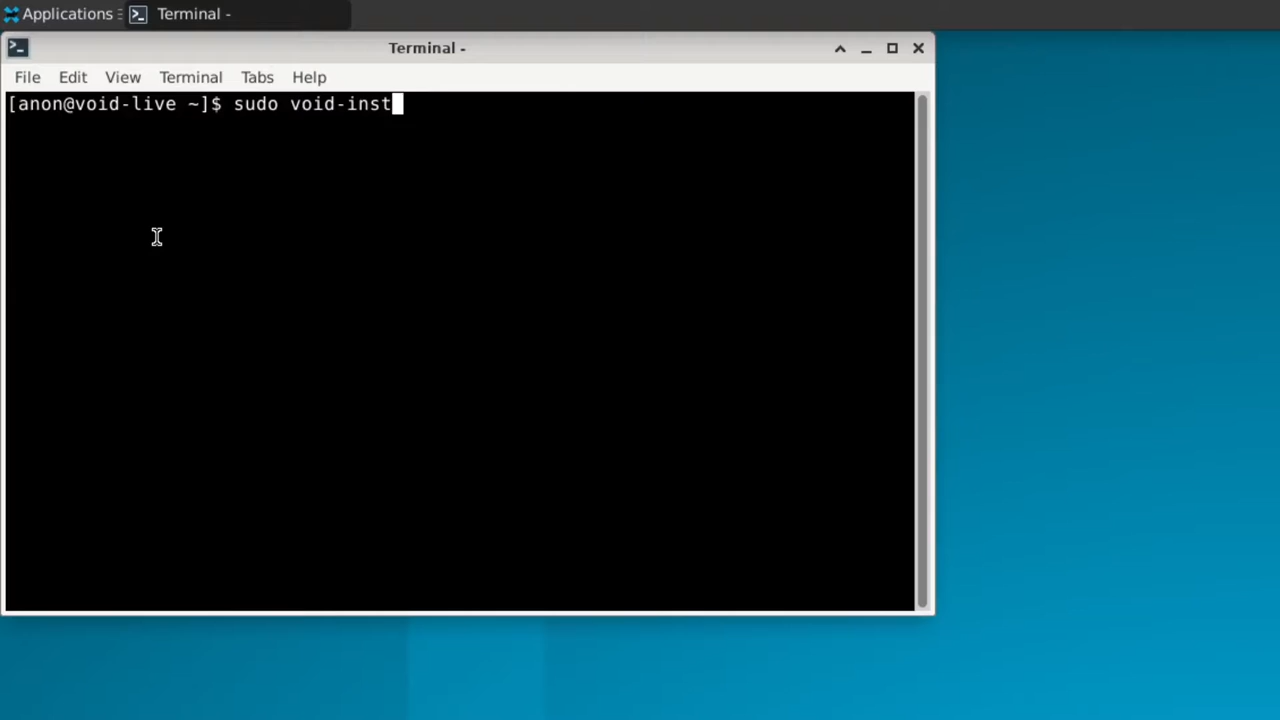 Applications Terminal -
Terminal -
File Edit View Terminal Tabs Help
[anon@void-live ~]$ sudo void-inst